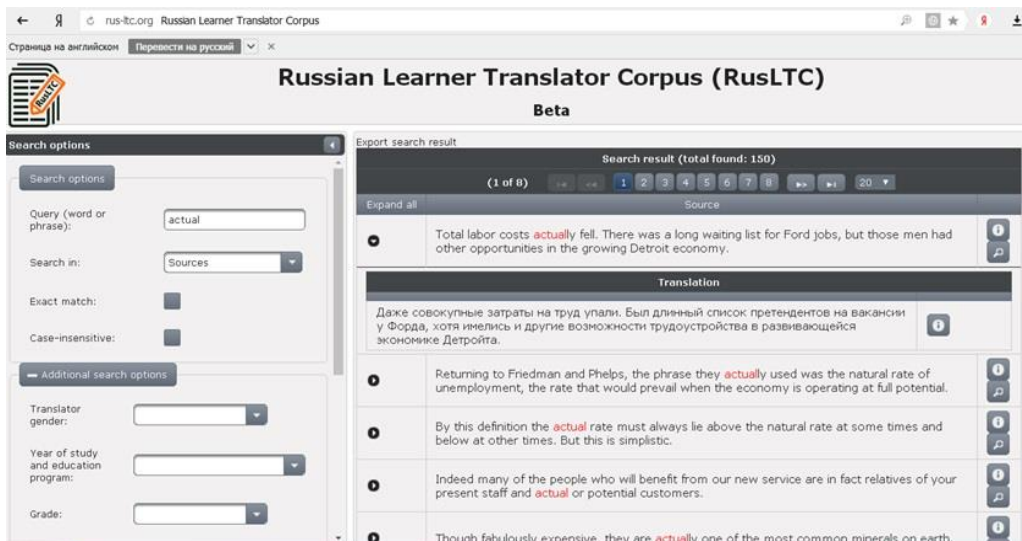 Я rus-ltc.org Russian Learner Translator Corpus Я
Страница на английском Перевести на русский ×
RusLTC
Russian Learner Translator Corpus (RusLTC)
Beta
Search options
Search options
Query (word or
phrase):
actual
Search in:
Sources
Exact match:
Case-insensitive:
Additional search options
Translator
gender:
Year of study
and education
program:
Grade:
Export search result
Search result (total found: 150)
(1 of 8) 1 2 3 4 5 6 7 8 20
Expand all Source
Total labor costs actually fell. There was a long waiting list for Ford jobs, but those men had
other opportunities in the growing Detroit economy.
Translation
Даже совокупные затраты на труд упали. Был длинный список претендентов на вакансии
у Форда, хотя имелись и другие возможности трудоустройства в развивающейся
экономике Детройта.
Returning to Friedman and Phelps, the phrase they actually used was the natural rate of
unemployment, the rate that would prevail when the economy is operating at full potential.
By this definition the actual rate must always lie above the natural rate at some times and
below at other times. But this is simplistic.
Indeed many of the people who will benefit from our new service are in fact relatives of your
present staff and actual or potential customers.
Though fabulously expensive, they are actually one of the most common minerals on earth.